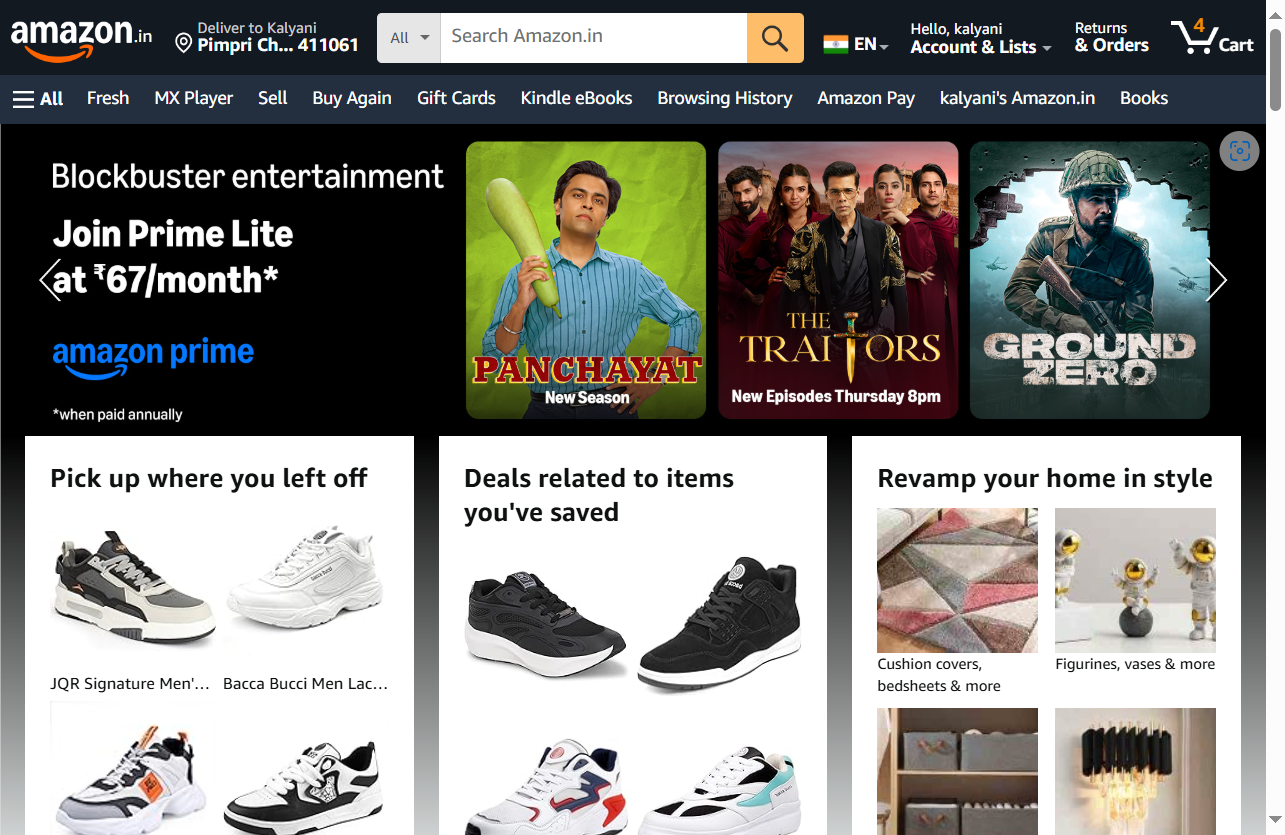 amazon.in
Deliver to Kalyani
Pimpri Ch... 411061
All
Search Amazon.in
EN
Hello, kalyani
Account & Lists
Returns
& Orders
4
Cart
All
Fresh
MX Player
Sell
Buy Again
Gift Cards
Kindle eBooks
Browsing History
Amazon Pay
kalyani's Amazon.in
Books
Blockbuster entertainment
Join Prime Lite
at ₹67/month*
amazon prime
*when paid annually
PANCHAYAT
New Season
THE
TRAITORS
New Episodes Thursday 8pm
GROUND
ZERO
Pick up where you left off
JQR Signature Men'...
Bacca Bucci Men Lac...
Deals related to items
you've saved
Revamp your home in style
Cushion covers,
bedsheets & more
Figurines, vases & more